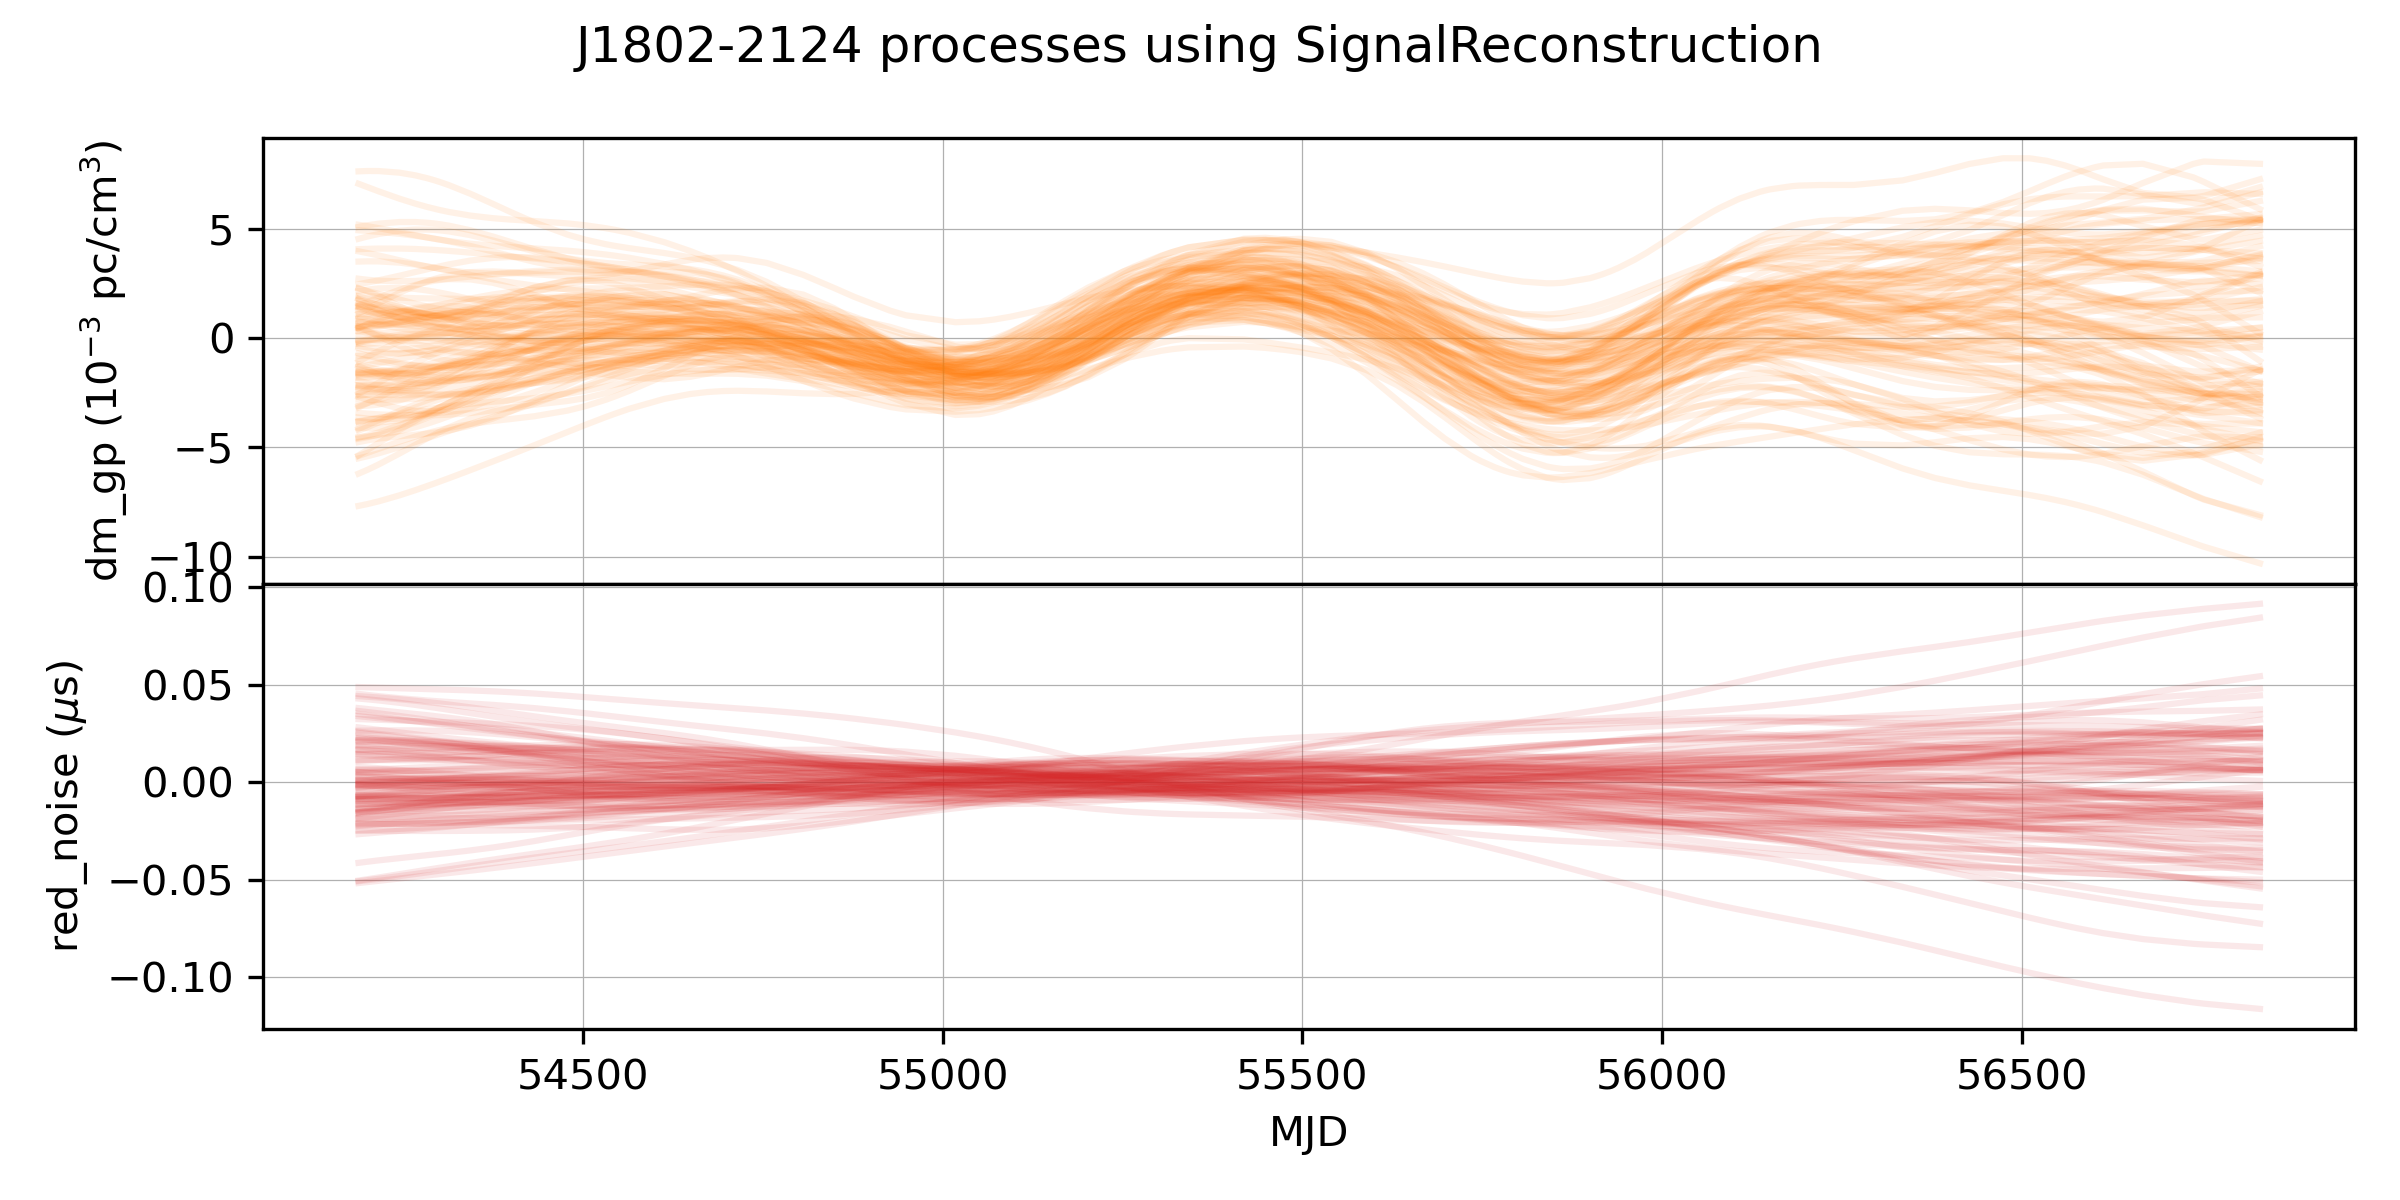 J1802-2124 processes using SignalReconstruction
dm_gp (10⁻³ pc/cm³)
5
0
−5
−10
red_noise (μs)
0.10
0.05
0.00
−0.05
−0.10
54500 55000 55500 56000 56500
MJD